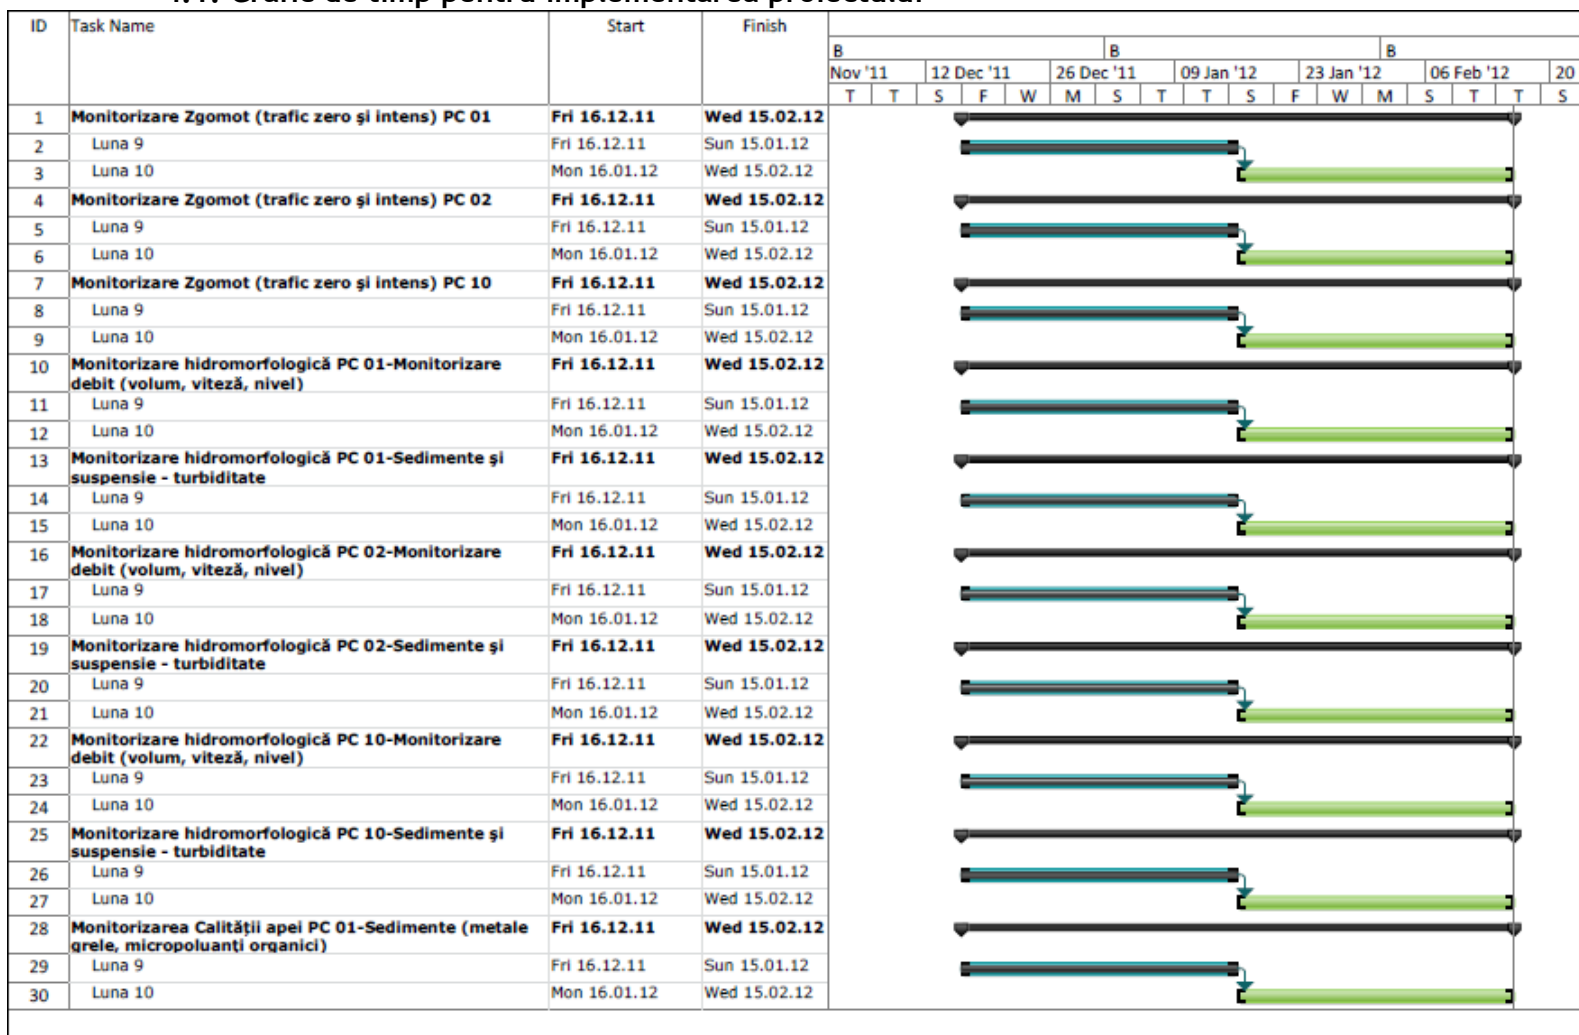 ID Task Name Start Finish
B B B
Nov '11 12 Dec '11 26 Dec '11 09 Jan '12 23 Jan '12 06 Feb '12 20
T T S F W M S T T S F W M S T T S
1 Monitorizare Zgomot (trafic zero şi intens) PC 01 Fri 16.12.11 Wed 15.02.12
2 Luna 9 Fri 16.12.11 Sun 15.01.12
3 Luna 10 Mon 16.01.12 Wed 15.02.12
4 Monitorizare Zgomot (trafic zero şi intens) PC 02 Fri 16.12.11 Wed 15.02.12
5 Luna 9 Fri 16.12.11 Sun 15.01.12
6 Luna 10 Mon 16.01.12 Wed 15.02.12
7 Monitorizare Zgomot (trafic zero şi intens) PC 10 Fri 16.12.11 Wed 15.02.12
8 Luna 9 Fri 16.12.11 Sun 15.01.12
9 Luna 10 Mon 16.01.12 Wed 15.02.12
10 Monitorizare hidromorfologică PC 01-Monitorizare Fri 16.12.11 Wed 15.02.12
debit (volum, viteză, nivel)
11 Luna 9 Fri 16.12.11 Sun 15.01.12
12 Luna 10 Mon 16.01.12 Wed 15.02.12
13 Monitorizare hidromorfologică PC 01-Sedimente şi Fri 16.12.11 Wed 15.02.12
suspensie - turbiditate
14 Luna 9 Fri 16.12.11 Sun 15.01.12
15 Luna 10 Mon 16.01.12 Wed 15.02.12
16 Monitorizare hidromorfologică PC 02-Monitorizare Fri 16.12.11 Wed 15.02.12
debit (volum, viteză, nivel)
17 Luna 9 Fri 16.12.11 Sun 15.01.12
18 Luna 10 Mon 16.01.12 Wed 15.02.12
19 Monitorizare hidromorfologică PC 02-Sedimente şi Fri 16.12.11 Wed 15.02.12
suspensie - turbiditate
20 Luna 9 Fri 16.12.11 Sun 15.01.12
21 Luna 10 Mon 16.01.12 Wed 15.02.12
22 Monitorizare hidromorfologică PC 10-Monitorizare Fri 16.12.11 Wed 15.02.12
debit (volum, viteză, nivel)
23 Luna 9 Fri 16.12.11 Sun 15.01.12
24 Luna 10 Mon 16.01.12 Wed 15.02.12
25 Monitorizare hidromorfologică PC 10-Sedimente şi Fri 16.12.11 Wed 15.02.12
suspensie - turbiditate
26 Luna 9 Fri 16.12.11 Sun 15.01.12
27 Luna 10 Mon 16.01.12 Wed 15.02.12
28 Monitorizarea Calităţii apei PC 01-Sedimente (metale Fri 16.12.11 Wed 15.02.12
grele, micropoluanţi organici)
29 Luna 9 Fri 16.12.11 Sun 15.01.12
30 Luna 10 Mon 16.01.12 Wed 15.02.12